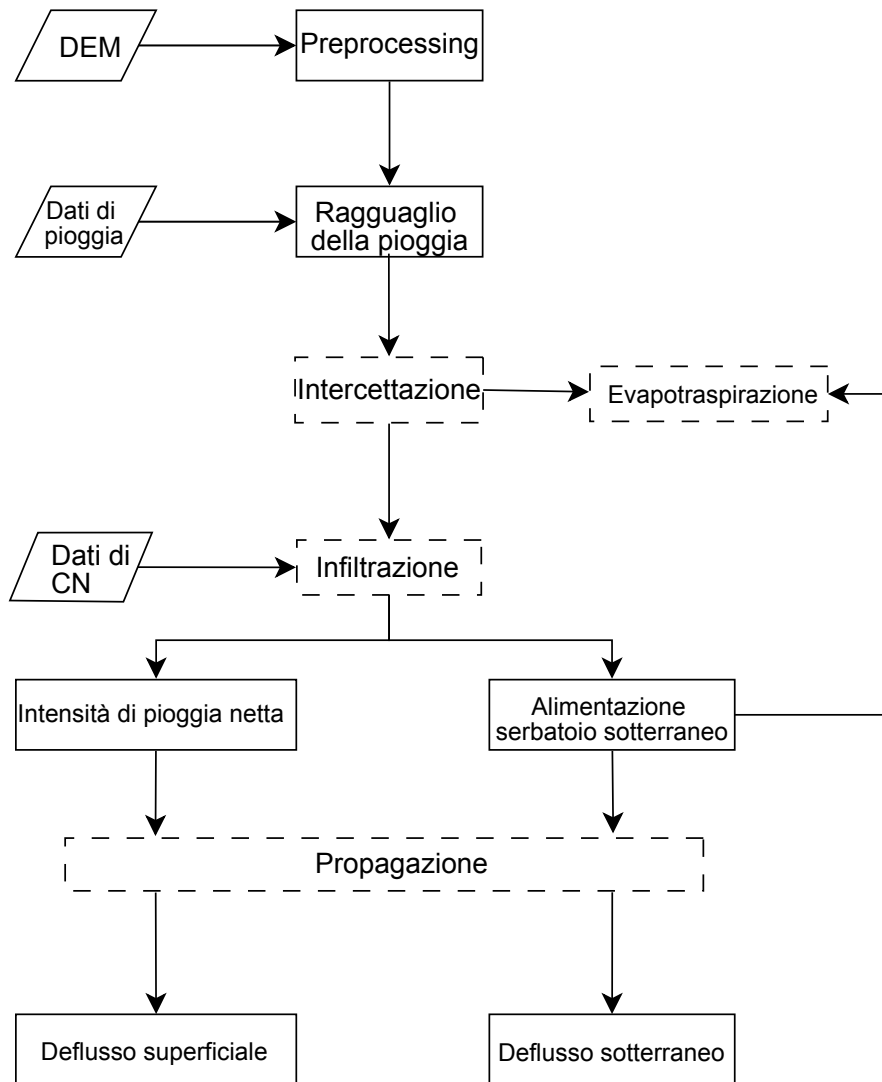 DEM
Preprocessing
Dati di
pioggia
Ragguaglio
della pioggia
Intercettazione
Evapotraspirazione
Dati di
CN
Infiltrazione
Intensità di pioggia netta
Alimentazione
serbatoio sotterraneo
Propagazione
Deflusso superficiale
Deflusso sotterraneo